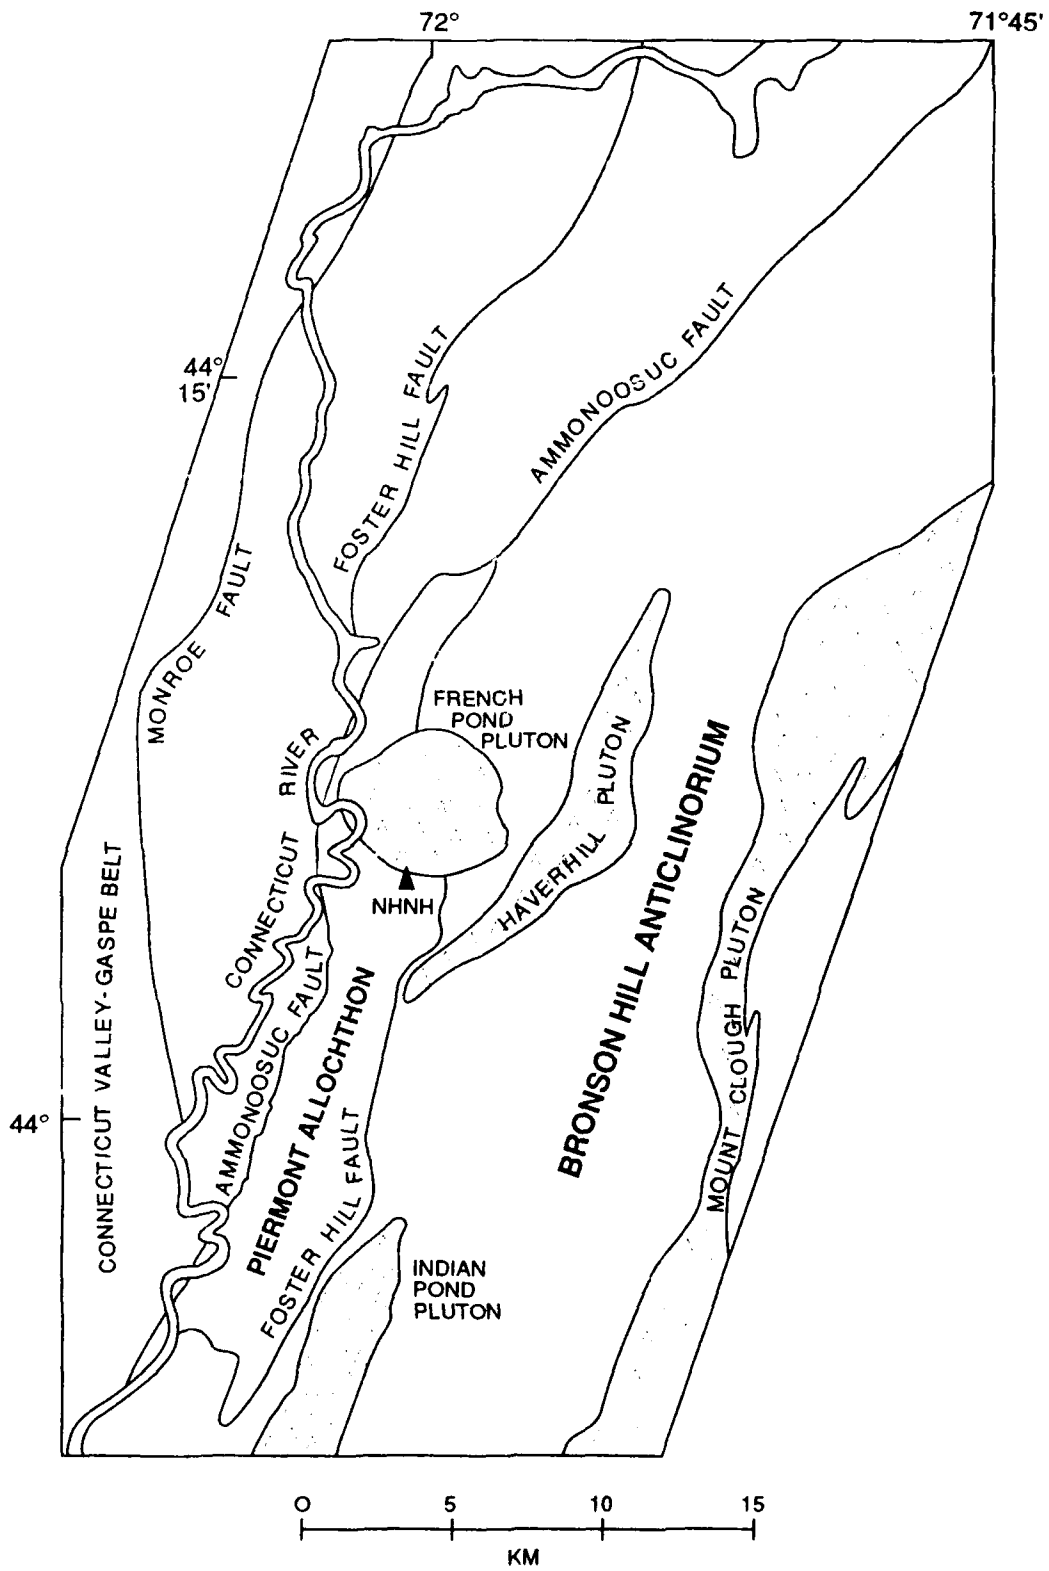 72°
71°45'
44°
15'
FOSTER HILL FAULT
AMMONOOSUC FAULT
MONROE FAULT
FRENCH
POND
PLUTON
CONNECTICUT RIVER
HAVERHILL PLUTON
NHNH
BRONSON HILL ANTICLINORIUM
CONNECTICUT VALLEY-GASPE BELT
AMMONOOSUC FAULT
PIERMONT ALLOCHTHON
MOUNT CLOUGH PLUTON
44°
FOSTER HILL FAULT
INDIAN
POND
PLUTON
0 5 10 15
KM